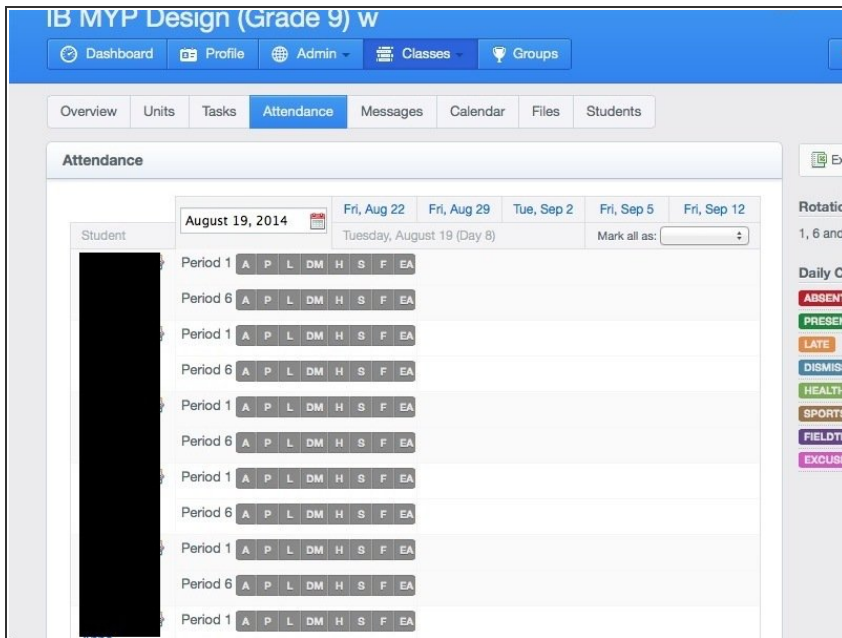 IB MYP Design (Grade 9) w
Dashboard Profile Admin Classes Groups
Overview Units Tasks Attendance Messages Calendar Files Students
Attendance
Student
August 19, 2014
Fri, Aug 22 Fri, Aug 29 Tue, Sep 2 Fri, Sep 5 Fri, Sep 12
Tuesday, August 19 (Day 8) Mark all as:
Period 1 A P L DM H S F EA
Period 6 A P L DM H S F EA
Period 1 A P L DM H S F EA
Period 6 A P L DM H S F EA
Period 1 A P L DM H S F EA
Period 6 A P L DM H S F EA
Period 1 A P L DM H S F EA
Period 6 A P L DM H S F EA
Period 1 A P L DM H S F EA
Period 6 A P L DM H S F EA
Period 1 A P L DM H S F EA
Ex
Rotatio
1, 6 and
Daily C
ABSENT
PRESEN
LATE
DISMISS
HEALTH
SPORTS
FIELDT
EXCUSE